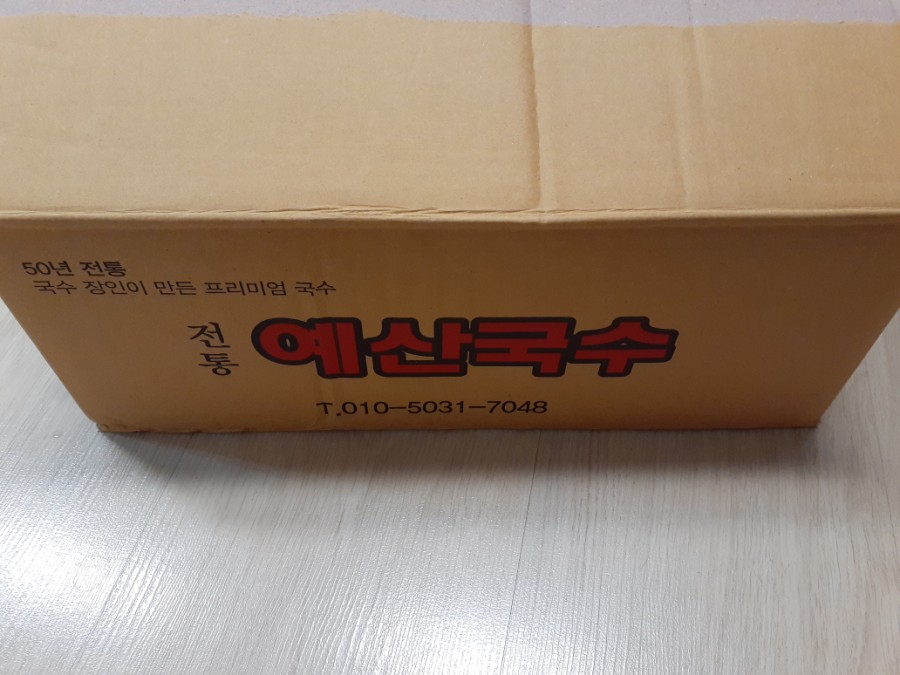 50년 전통
국수 장인이 만든 프리미엄 국수
전통 예산국수
T.010-5031-7048